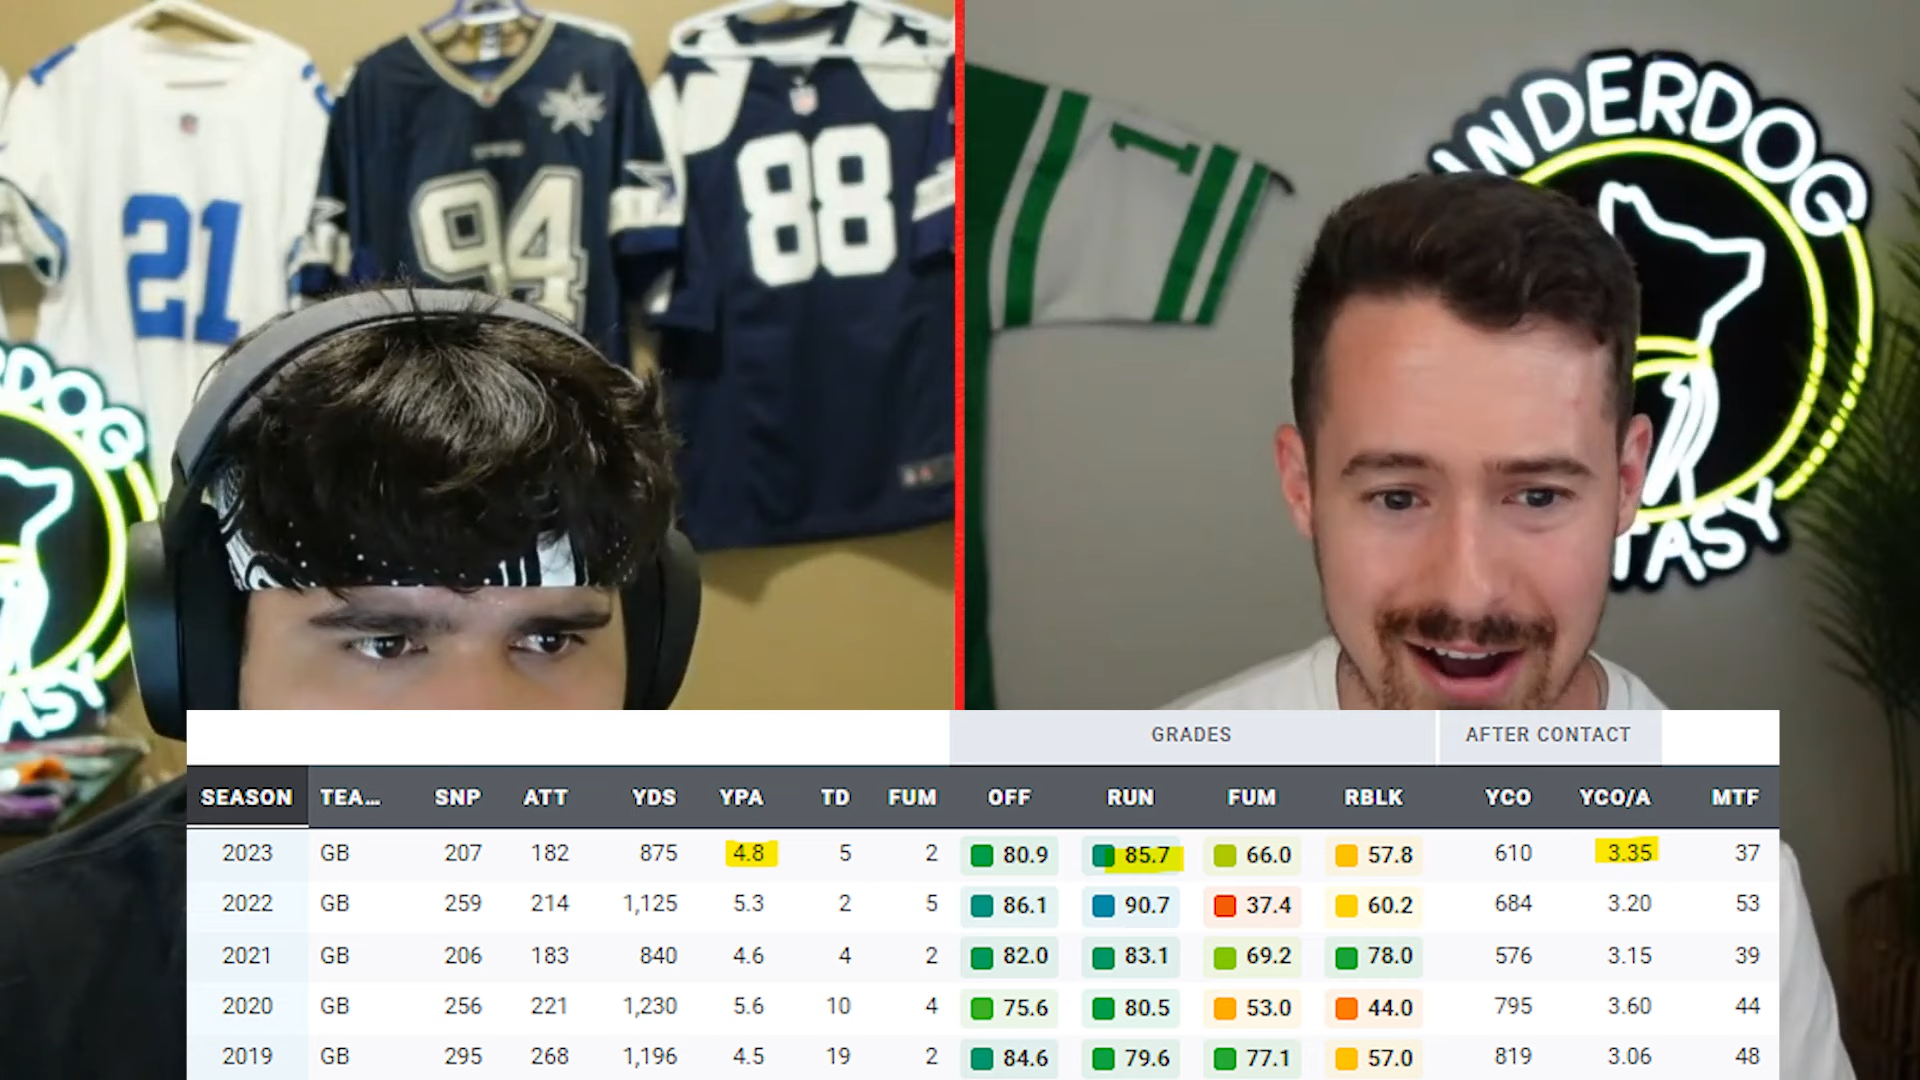 21
94
88
1
UNDERDOG
FANTASY
DOG
ASY
GRADES AFTER CONTACT
SEASON TEA... SNP ATT YDS YPA TD FUM OFF RUN FUM RBLK YCO YCO/A MTF
2023 GB 207 182 875 4.8 5 2 80.9 85.7 66.0 57.8 610 3.35 37
2022 GB 259 214 1,125 5.3 2 5 86.1 90.7 37.4 60.2 684 3.20 53
2021 GB 206 183 840 4.6 4 2 82.0 83.1 69.2 78.0 576 3.15 39
2020 GB 256 221 1,230 5.6 10 4 75.6 80.5 53.0 44.0 795 3.60 44
2019 GB 295 268 1,196 4.5 19 2 84.6 79.6 77.1 57.0 819 3.06 48